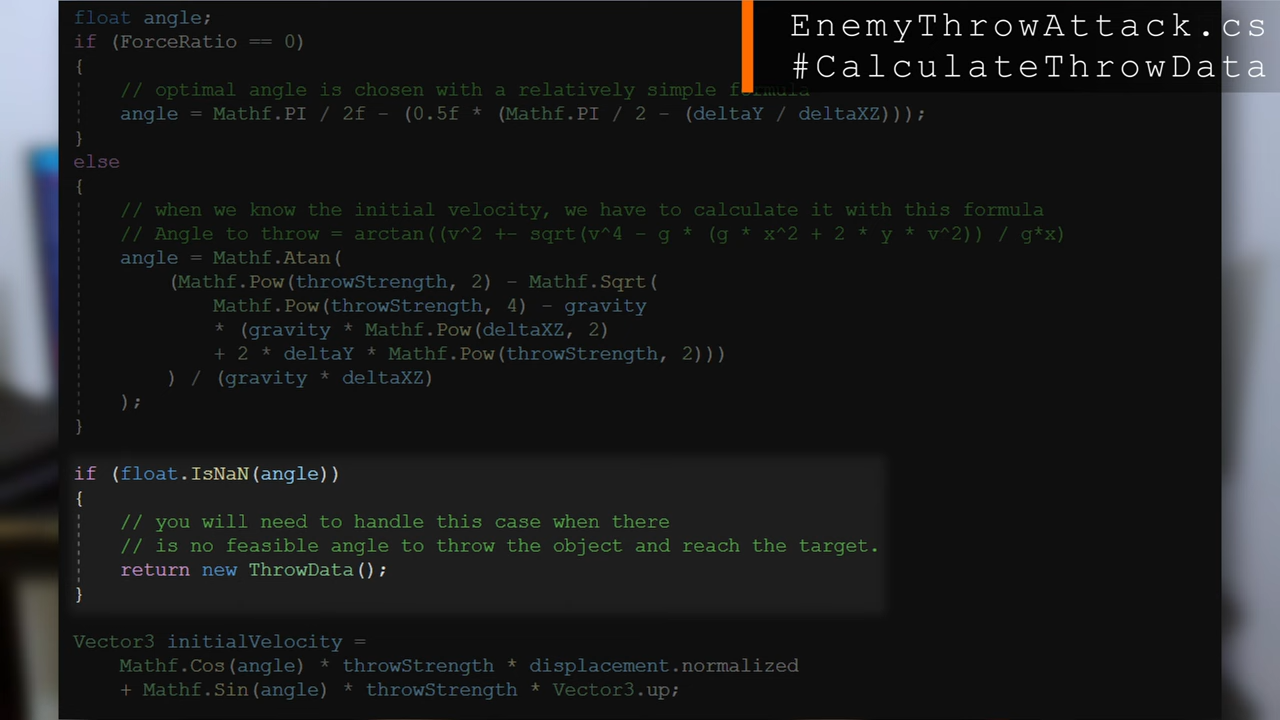 EnemyThrowAttack.cs
#CalculateThrowData
float angle;
if (ForceRatio == 0)
{
// optimal angle is chosen with a relatively simple formula
angle = Mathf.PI / 2f - (0.5f * (Mathf.PI / 2 - (deltaY / deltaXZ)));
}
else
{
// when we know the initial velocity, we have to calculate it with this formula
// Angle to throw = arctan((v^2 +- sqrt(v^4 - g * (g * x^2 + 2 * y * v^2)) / g*x)
angle = Mathf.Atan(
(Mathf.Pow(throwStrength, 2) - Mathf.Sqrt(
Mathf.Pow(throwStrength, 4) - gravity
* (gravity * Mathf.Pow(deltaXZ, 2)
+ 2 * deltaY * Mathf.Pow(throwStrength, 2)))
) / (gravity * deltaXZ)
);
}
if (float.IsNaN(angle))
{
// you will need to handle this case when there
// is no feasible angle to throw the object and reach the target.
return new ThrowData();
}
Vector3 initialVelocity =
Mathf.Cos(angle) * throwStrength * displacement.normalized
+ Mathf.Sin(angle) * throwStrength * Vector3.up;